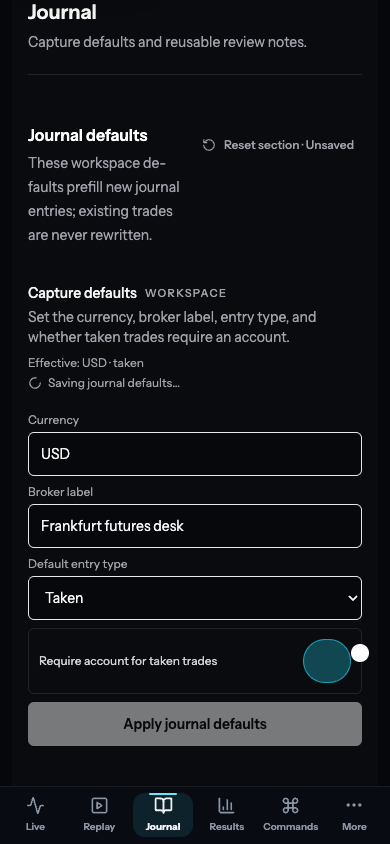 Journal
Capture defaults and reusable review notes.
Journal defaults
Reset section · Unsaved
These workspace de-
faults prefill new journal
entries; existing trades
are never rewritten.
Capture defaults WORKSPACE
Set the currency, broker label, entry type, and
whether taken trades require an account.
Effective: USD · taken
Saving journal defaults...
Currency
USD
Broker label
Frankfurt futures desk
Default entry type
Taken
Require account for taken trades
Apply journal defaults
Live Replay Journal Results Commands More